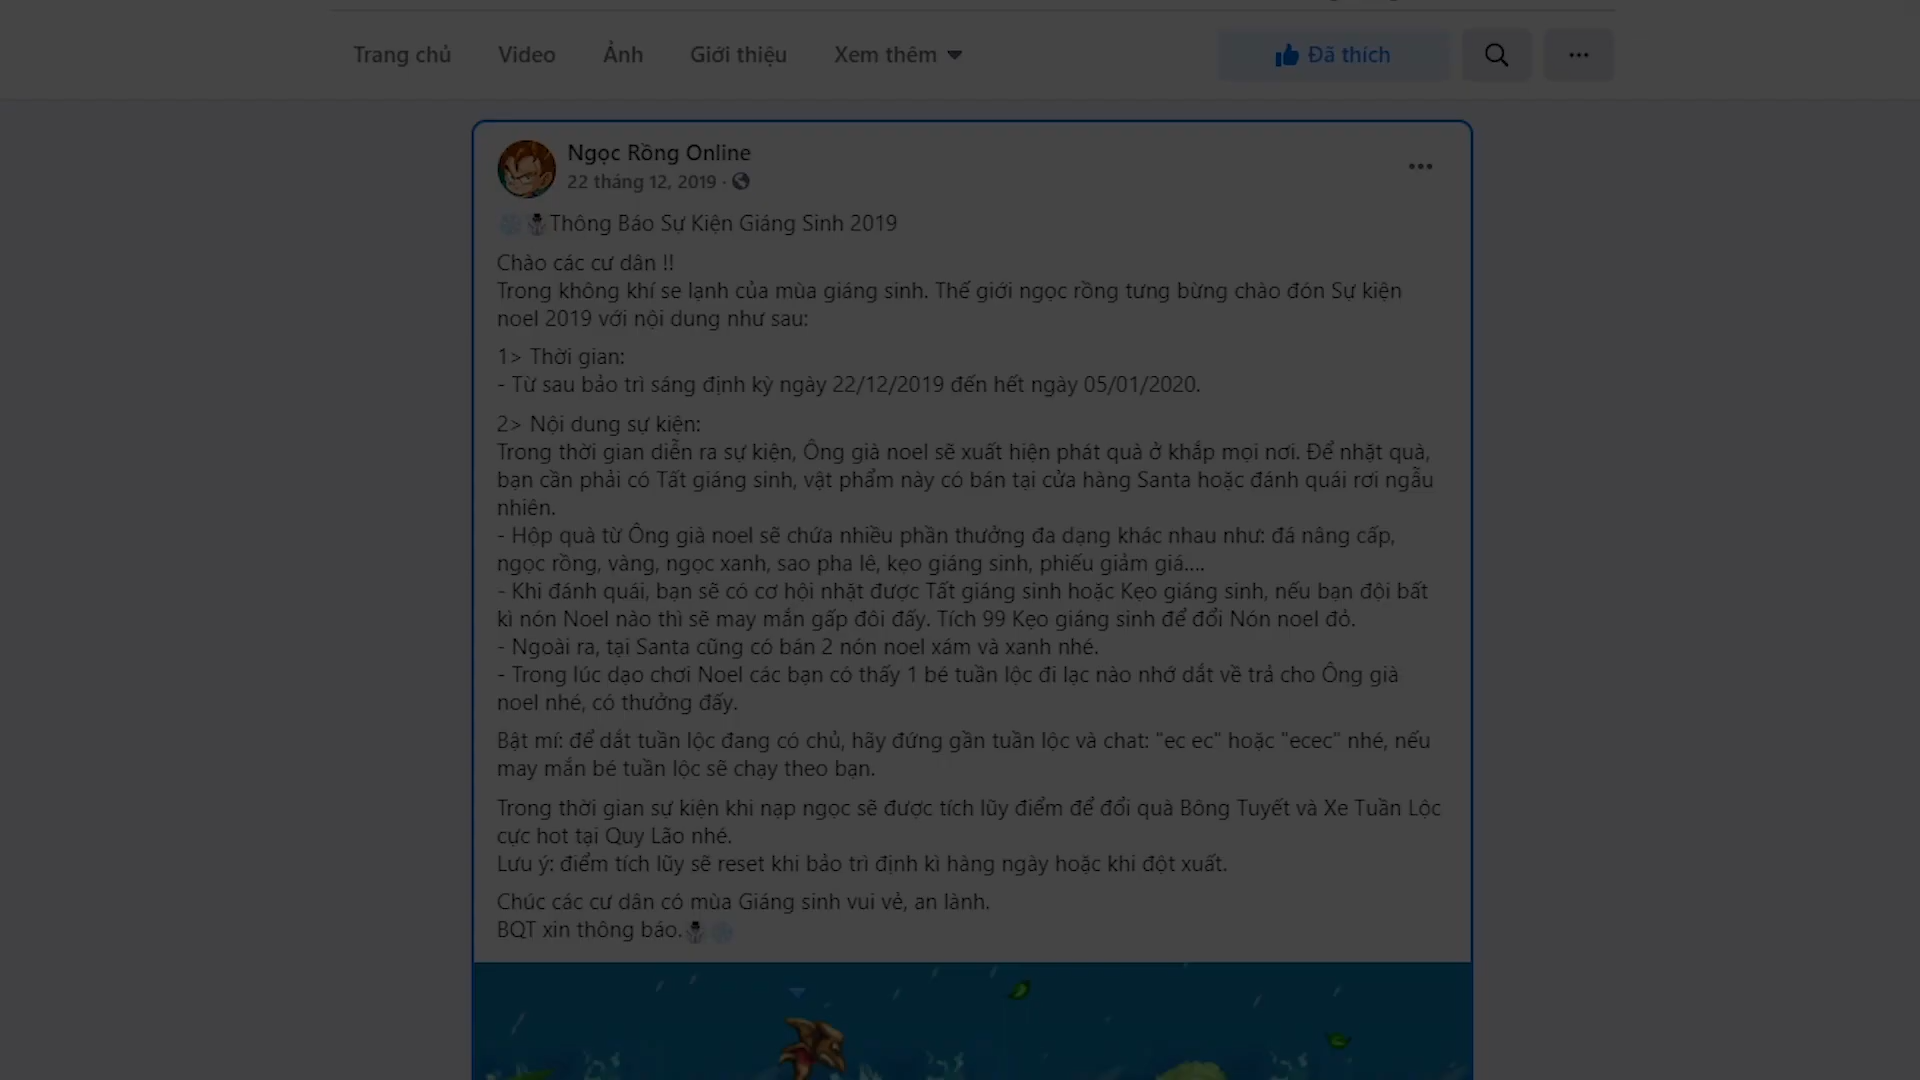 Trang chủ Video Ảnh Giới thiệu Xem thêm Đã thích
Ngọc Rồng Online
22 tháng 12, 2019 ·
Thông Báo Sự Kiện Giáng Sinh 2019
Chào các cư dân !!
Trong không khí se lạnh của mùa giáng sinh. Thế giới ngọc rồng tưng bừng chào đón Sự kiện
noel 2019 với nội dung như sau:
1> Thời gian:
- Từ sau bảo trì sáng định kỳ ngày 22/12/2019 đến hết ngày 05/01/2020.
2> Nội dung sự kiện:
Trong thời gian diễn ra sự kiện, Ông già noel sẽ xuất hiện phát quà ở khắp mọi nơi. Để nhặt quà,
bạn cần phải có Tất giáng sinh, vật phẩm này có bán tại cửa hàng Santa hoặc đánh quái rơi ngẫu
nhiên.
- Hộp quà từ Ông già noel sẽ chứa nhiều phần thưởng đa dạng khác nhau như: đá nâng cấp,
ngọc rồng, vàng, ngọc xanh, sao pha lê, kẹo giáng sinh, phiếu giảm giá....
- Khi đánh quái, bạn sẽ có cơ hội nhặt được Tất giáng sinh hoặc Kẹo giáng sinh, nếu bạn đội bất
kì nón Noel nào thì sẽ may mắn gấp đôi đấy. Tích 99 Kẹo giáng sinh để đổi Nón noel đỏ.
- Ngoài ra, tại Santa cũng có bán 2 nón noel xám và xanh nhé.
- Trong lúc dạo chơi Noel các bạn có thấy 1 bé tuần lộc đi lạc nào nhớ dắt về trả cho Ông già
noel nhé, có thưởng đấy.
Bật mí: để dắt tuần lộc đang có chủ, hãy đứng gần tuần lộc và chat: "ec ec" hoặc "ecec" nhé, nếu
may mắn bé tuần lộc sẽ chạy theo bạn.
Trong thời gian sự kiện khi nạp ngọc sẽ được tích lũy điểm để đổi quà Bông Tuyết và Xe Tuần Lộc
cực hot tại Quy Lão nhé.
Lưu ý: điểm tích lũy sẽ reset khi bảo trì định kì hàng ngày hoặc khi đột xuất.
Chúc các cư dân có mùa Giáng sinh vui vẻ, an lành.
BQT xin thông báo.